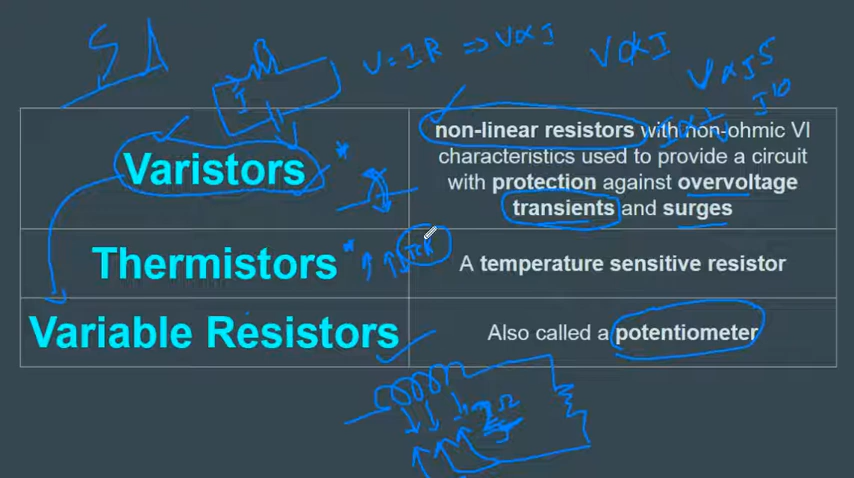 V = IR ⇒ V ∝ I
V ∝ I
V ∝ I⁵
I¹⁰
I
Varistors
non-linear resistors with non-ohmic VI
characteristics used to provide a circuit
with protection against overvoltage
transients and surges
Thermistors
A temperature sensitive resistor
Variable Resistors
Also called a potentiometer